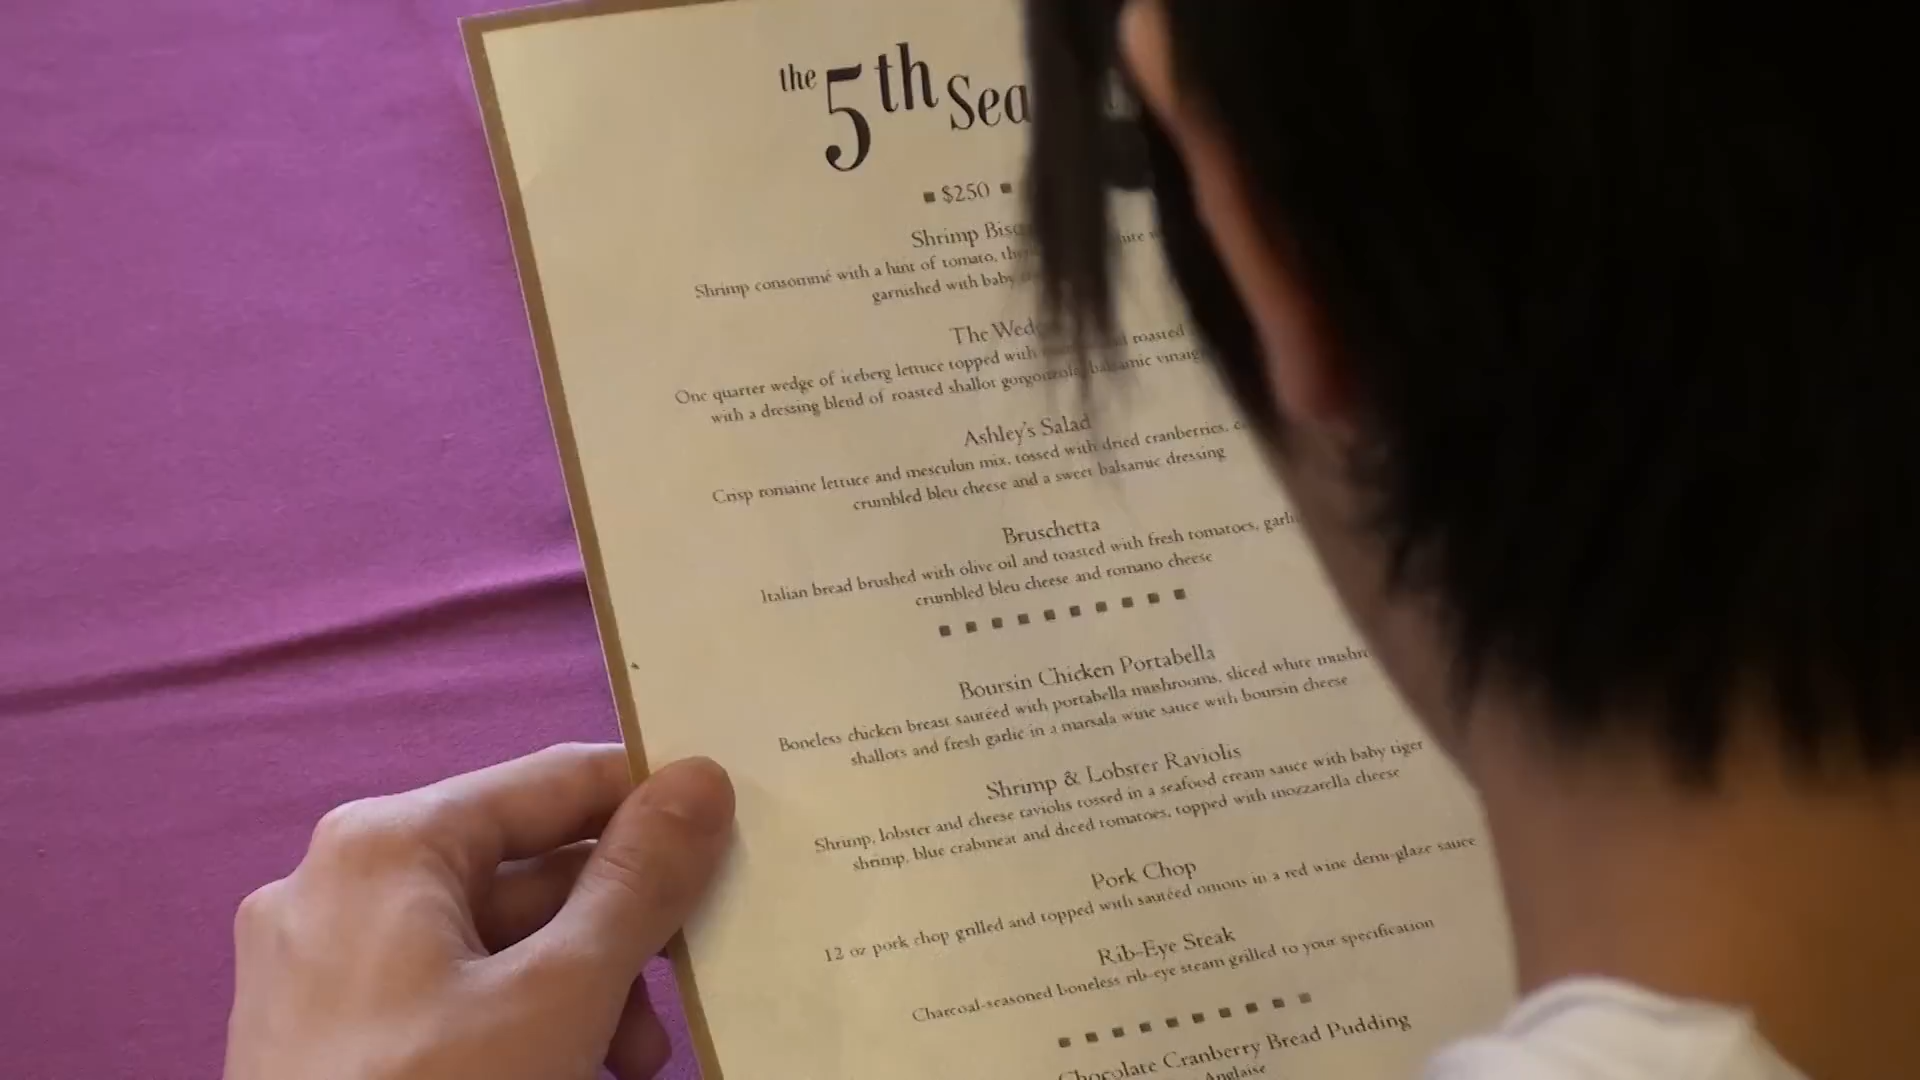 the 5th
$250
Shrimp
Shrimp consommé with a hint of tomato,
garnished with baby
The
One quarter wedge of iceberg lettuce topped with roasted
with a dressing blend of roasted shallot gorgonzola, balsamic
Ashley's Salad
Crisp romaine lettuce and mesculun mix, tossed with dried cranberries,
crumbled bleu cheese and a sweet balsamic dressing
Bruschetta
Italian bread brushed with olive oil and toasted with fresh tomatoes,
crumbled bleu cheese and romano cheese
Boursin Chicken Portabella
Boneless chicken breast sautéed with portabella mushrooms, sliced white
shallots and fresh garlic in a marsala wine sauce with boursin cheese
Shrimp & Lobster Raviolis
Shrimp, lobster and cheese raviolis tossed in a seafood cream sauce with baby tiger
shrimp, blue crabmeat and diced tomatoes, topped with mozzarella cheese
Pork Chop
12 oz pork chop grilled and topped with sautéed onions in a red wine demi-glaze sauce
Rib-Eye Steak
Charcoal-seasoned boneless rib-eye steam grilled to your specification
Chocolate Cranberry Bread Pudding
Anglaise